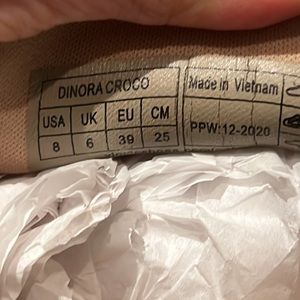 DINORA CROCO
USA UK EU CM
8 6 39 25
Made in Vietnam
PPW:12-2020